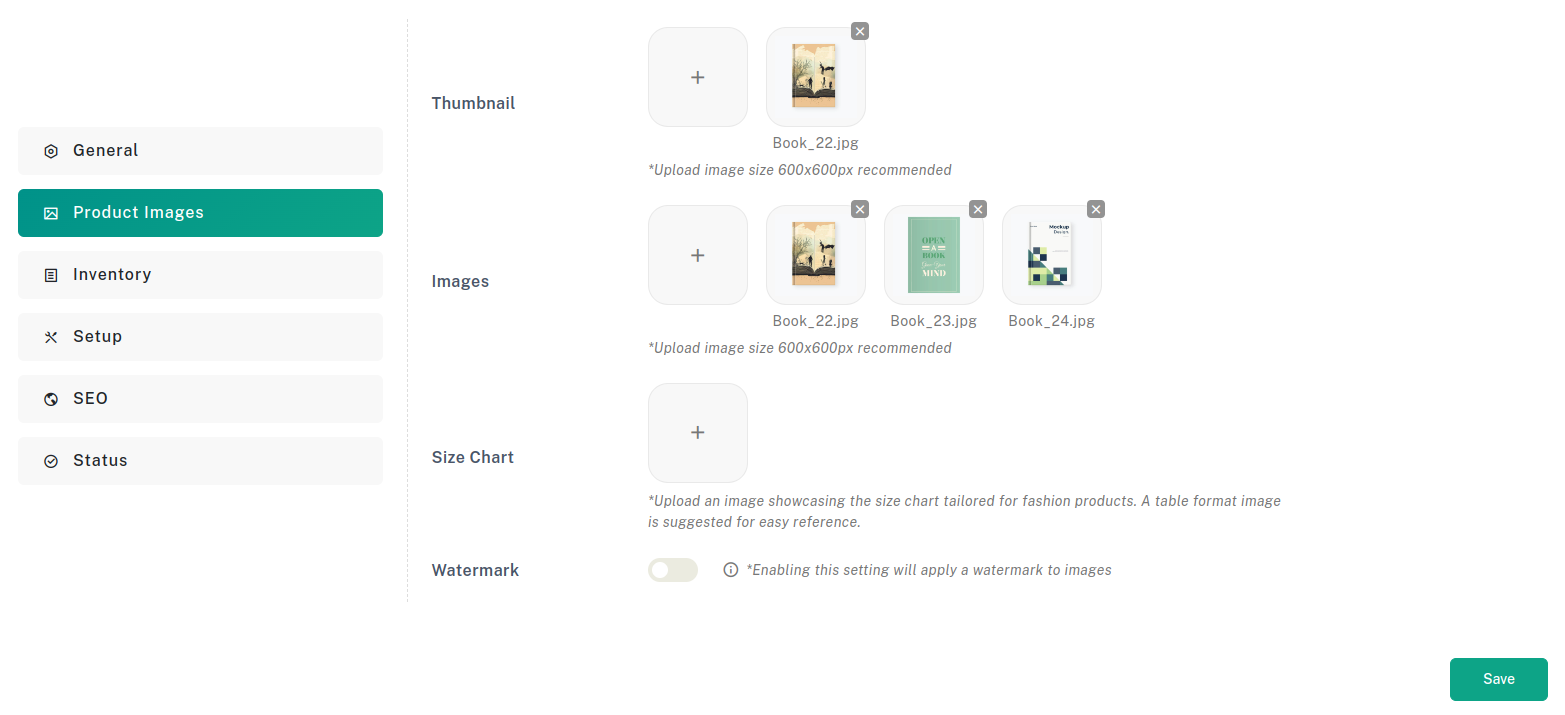 General
Product Images
Inventory
Setup
SEO
Status
Thumbnail
Book_22.jpg
*Upload image size 600x600px recommended
Images
OPEN
A
BOOK
MIND
Mockup
Design
Book_22.jpg
Book_23.jpg
Book_24.jpg
*Upload image size 600x600px recommended
Size Chart
*Upload an image showcasing the size chart tailored for fashion products. A table format image
is suggested for easy reference.
Watermark
*Enabling this setting will apply a watermark to images
Save